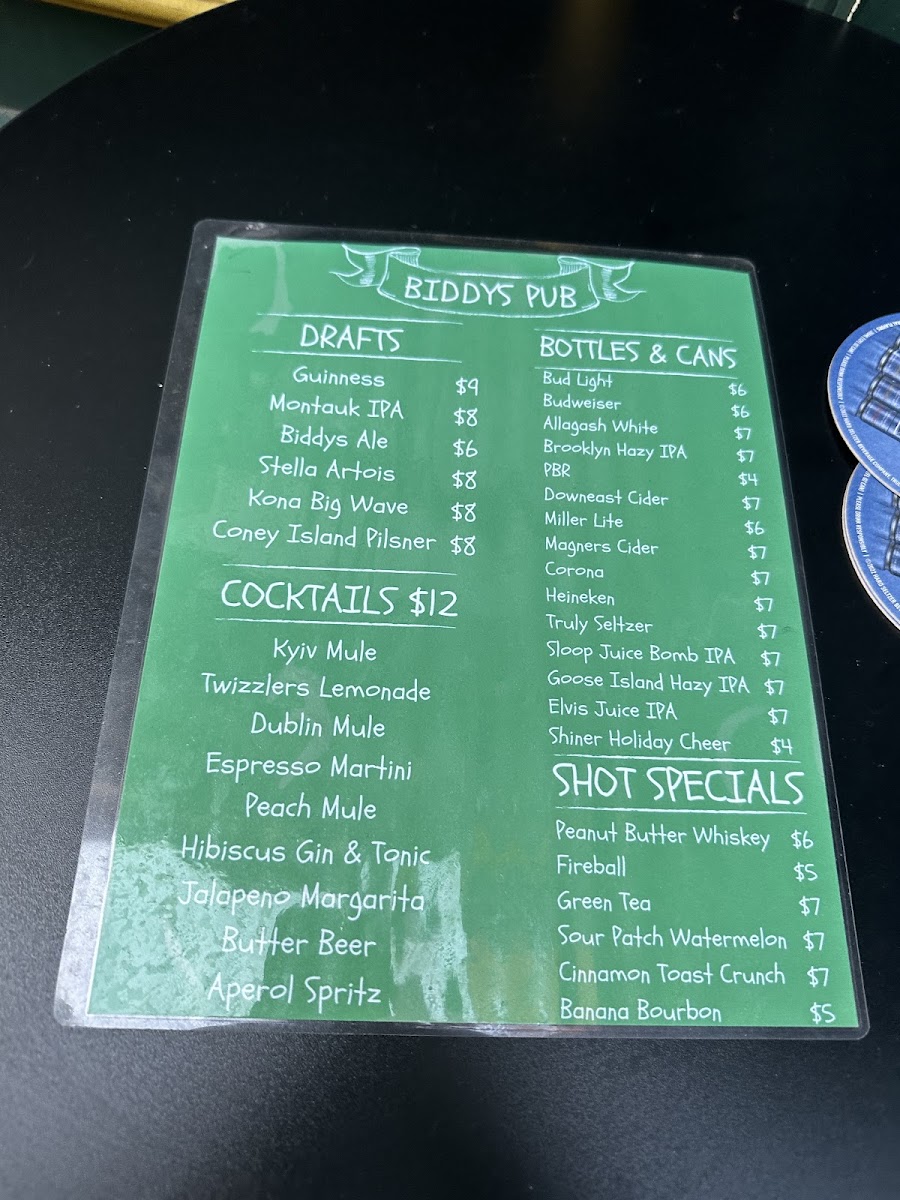 BIDDYS PUB
DRAFTS
Guinness $9
Montauk IPA $8
Biddys Ale $6
Stella Artois $8
Kona Big Wave $8
Coney Island Pilsner $8
COCKTAILS $12
Kyiv Mule
Twizzlers Lemonade
Dublin Mule
Espresso Martini
Peach Mule
Hibiscus Gin & Tonic
Jalapeno Margarita
Butter Beer
Aperol Spritz
BOTTLES & CANS
Bud Light $6
Budweiser $6
Allagash White $7
Brooklyn Hazy IPA $7
PBR $4
Downeast Cider $7
Miller Lite $6
Magners Cider $7
Corona $7
Heineken $7
Truly Seltzer $7
Sloop Juice Bomb IPA $7
Goose Island Hazy IPA $7
Elvis Juice IPA $7
Shiner Holiday Cheer $4
SHOT SPECIALS
Peanut Butter Whiskey $6
Fireball $5
Green Tea $7
Sour Patch Watermelon $7
Cinnamon Toast Crunch $7
Banana Bourbon $5